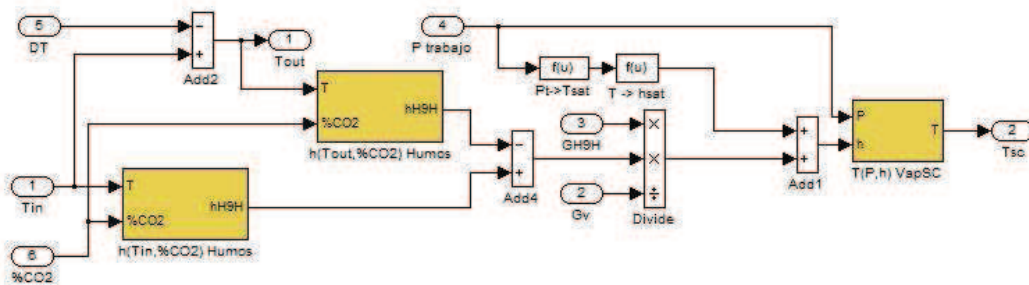 5
DT
−
+
Add2
1
Tout
T
%CO2
hH9H
h(Tout,%CO2) Humos
1
Tin
6
%CO2
T
%CO2
hH9H
h(Tin,%CO2) Humos
−
+
Add4
4
P trabajo
f(u)
Pt->Tsat
f(u)
T -> hsat
3
GH9H
2
Gv
×
×
÷
Divide
+
+
Add1
P
h
T
T(P,h) VapSC
2
Tsc